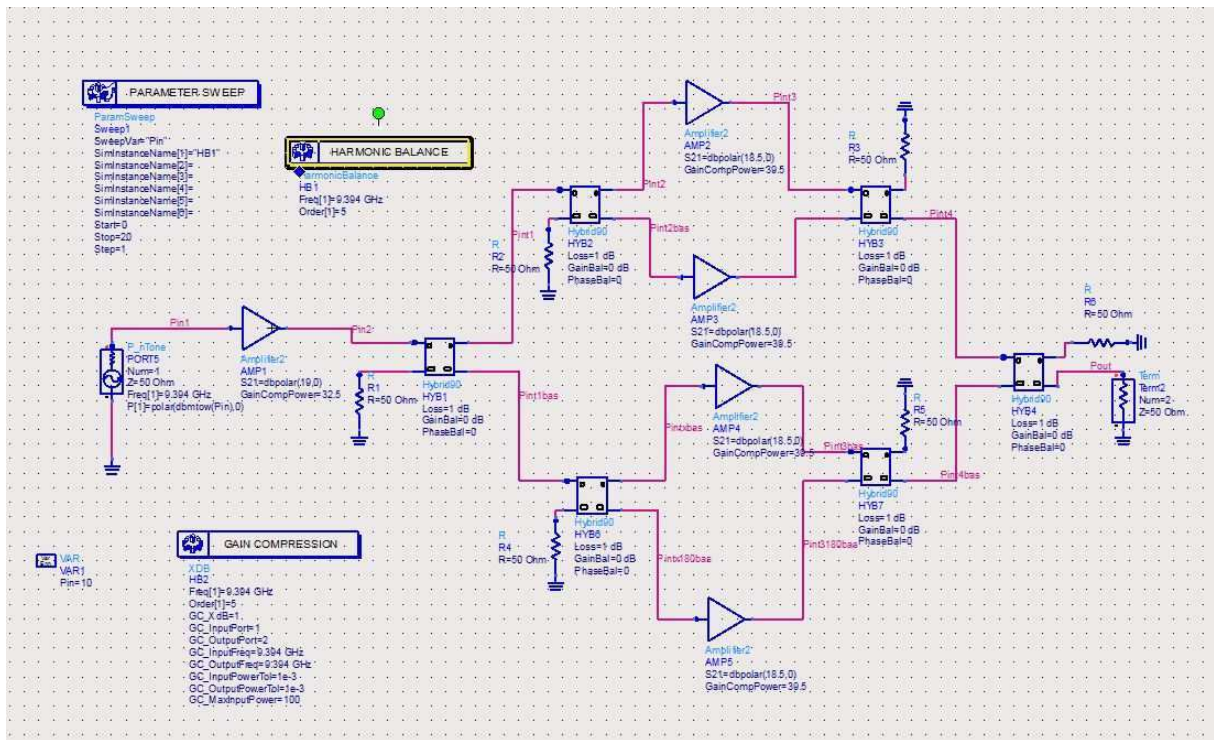 PARAMETER SWEEP
ParamSweep
Sweep1
SweepVar="Pin"
SimInstanceName[1]="HB1"
SimInstanceName[2]=
SimInstanceName[3]=
SimInstanceName[4]=
SimInstanceName[5]=
SimInstanceName[6]=
Start=0
Stop=20
Step=1
HARMONIC BALANCE
HarmonicBalance
HB1
Freq[1]=9.394 GHz
Order[1]=5
Pint3
Amplifier2
AMP2
S21=dbpolar(18.5,0)
GainCompPower=39.5
R
R3
R=50 Ohm
Pint2
Pint1
Hybrid90
HYB2
Loss=1 dB
GainBal=0 dB
PhaseBal=0
R
R2
R=50 Ohm
Pint2bas
Amplifier2
AMP3
S21=dbpolar(18.5,0)
GainCompPower=39.5
Hybrid90
HYB3
Loss=1 dB
GainBal=0 dB
PhaseBal=0
Pint4
R
R6
R=50 Ohm
Pin1
P_nTone
PORT5
Num=1
Z=50 Ohm
Freq[1]=9.394 GHz
P[1]=polar(dbmtow(Pin),0)
Amplifier2
AMP1
S21=dbpolar(19,0)
GainCompPower=32.5
Pin2
R
R1
R=50 Ohm
Hybrid90
HYB1
Loss=1 dB
GainBal=0 dB
PhaseBal=0
Pint1bas
Pintxbas
Amplifier2
AMP4
S21=dbpolar(18.5,0)
GainCompPower=39.5
Pint3bas
R
R5
R=50 Ohm
Hybrid90
HYB4
Loss=1 dB
GainBal=0 dB
PhaseBal=0
Pout
Term
Term2
Num=2
Z=50 Ohm
R
R4
R=50 Ohm
Hybrid90
HYB6
Loss=1 dB
GainBal=0 dB
PhaseBal=0
Pintx180bas
Pint3180bas
Hybrid90
HYB7
Loss=1 dB
GainBal=0 dB
PhaseBal=0
Pint4bas
Amplifier2
AMP5
S21=dbpolar(18.5,0)
GainCompPower=39.5
VAR
VAR1
Pin=10
GAIN COMPRESSION
XDB
HB2
Freq[1]=9.394 GHz
Order[1]=5
GC_XdB=1
GC_InputPort=1
GC_OutputPort=2
GC_InputFreq=9.394 GHz
GC_OutputFreq=9.394 GHz
GC_InputPowerTol=1e-3
GC_OutputPowerTol=1e-3
GC_MaxInputPower=100